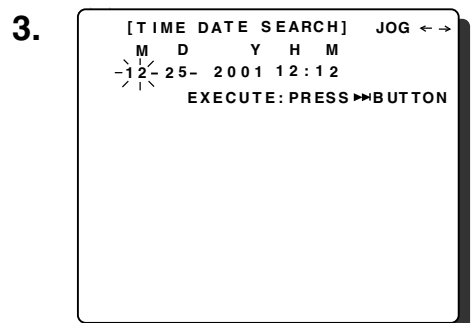 3.
[TIME DATE SEARCH] JOG ← →
M D Y H M
12-25- 2001 12:12
EXECUTE:PRESS ▶▶ BUTTON